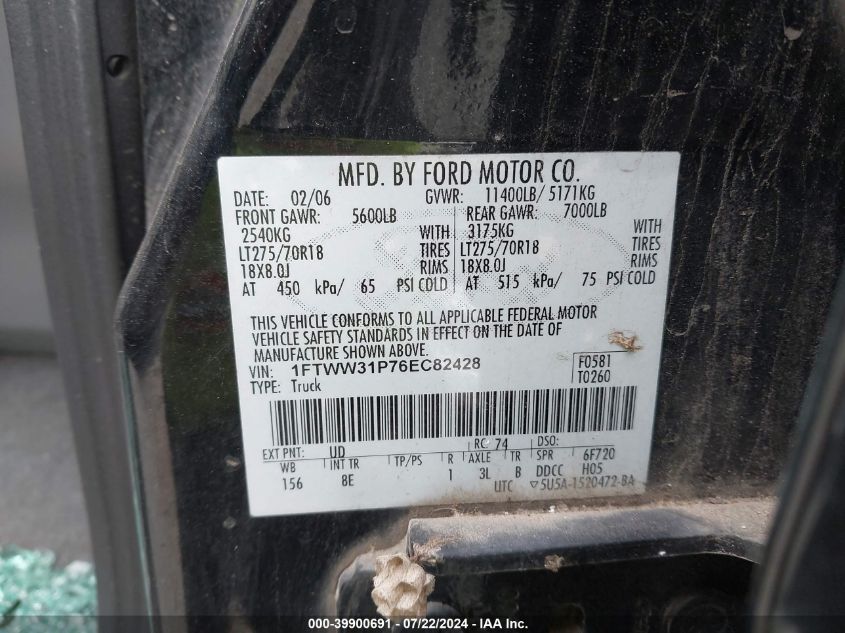 MFD. BY FORD MOTOR CO.
DATE: 02/06 GVWR: 11400LB/ 5171KG
FRONT GAWR: 5600LB REAR GAWR: 7000LB
2540KG WITH 3175KG WITH
LT275/70R18 TIRES LT275/70R18 TIRES
18X8.0J RIMS 18X8.0J RIMS
AT 450 kPa/ 65 PSI COLD AT 515 kPa/ 75 PSI COLD
THIS VEHICLE CONFORMS TO ALL APPLICABLE FEDERAL MOTOR
VEHICLE SAFETY STANDARDS IN EFFECT ON THE DATE OF
MANUFACTURE SHOWN ABOVE.
VIN: 1FTWW31P76EC82428 F0581
TYPE: Truck T0260
EXT PNT: UD RC: 74 DSO:
WB INT TR TP/PS R AXLE TR SPR 6F720
156 8E 1 3L B DDCC H05
UTC ▽5U5A-1520472-BA
000-39900691 - 07/22/2024 - IAAI.com